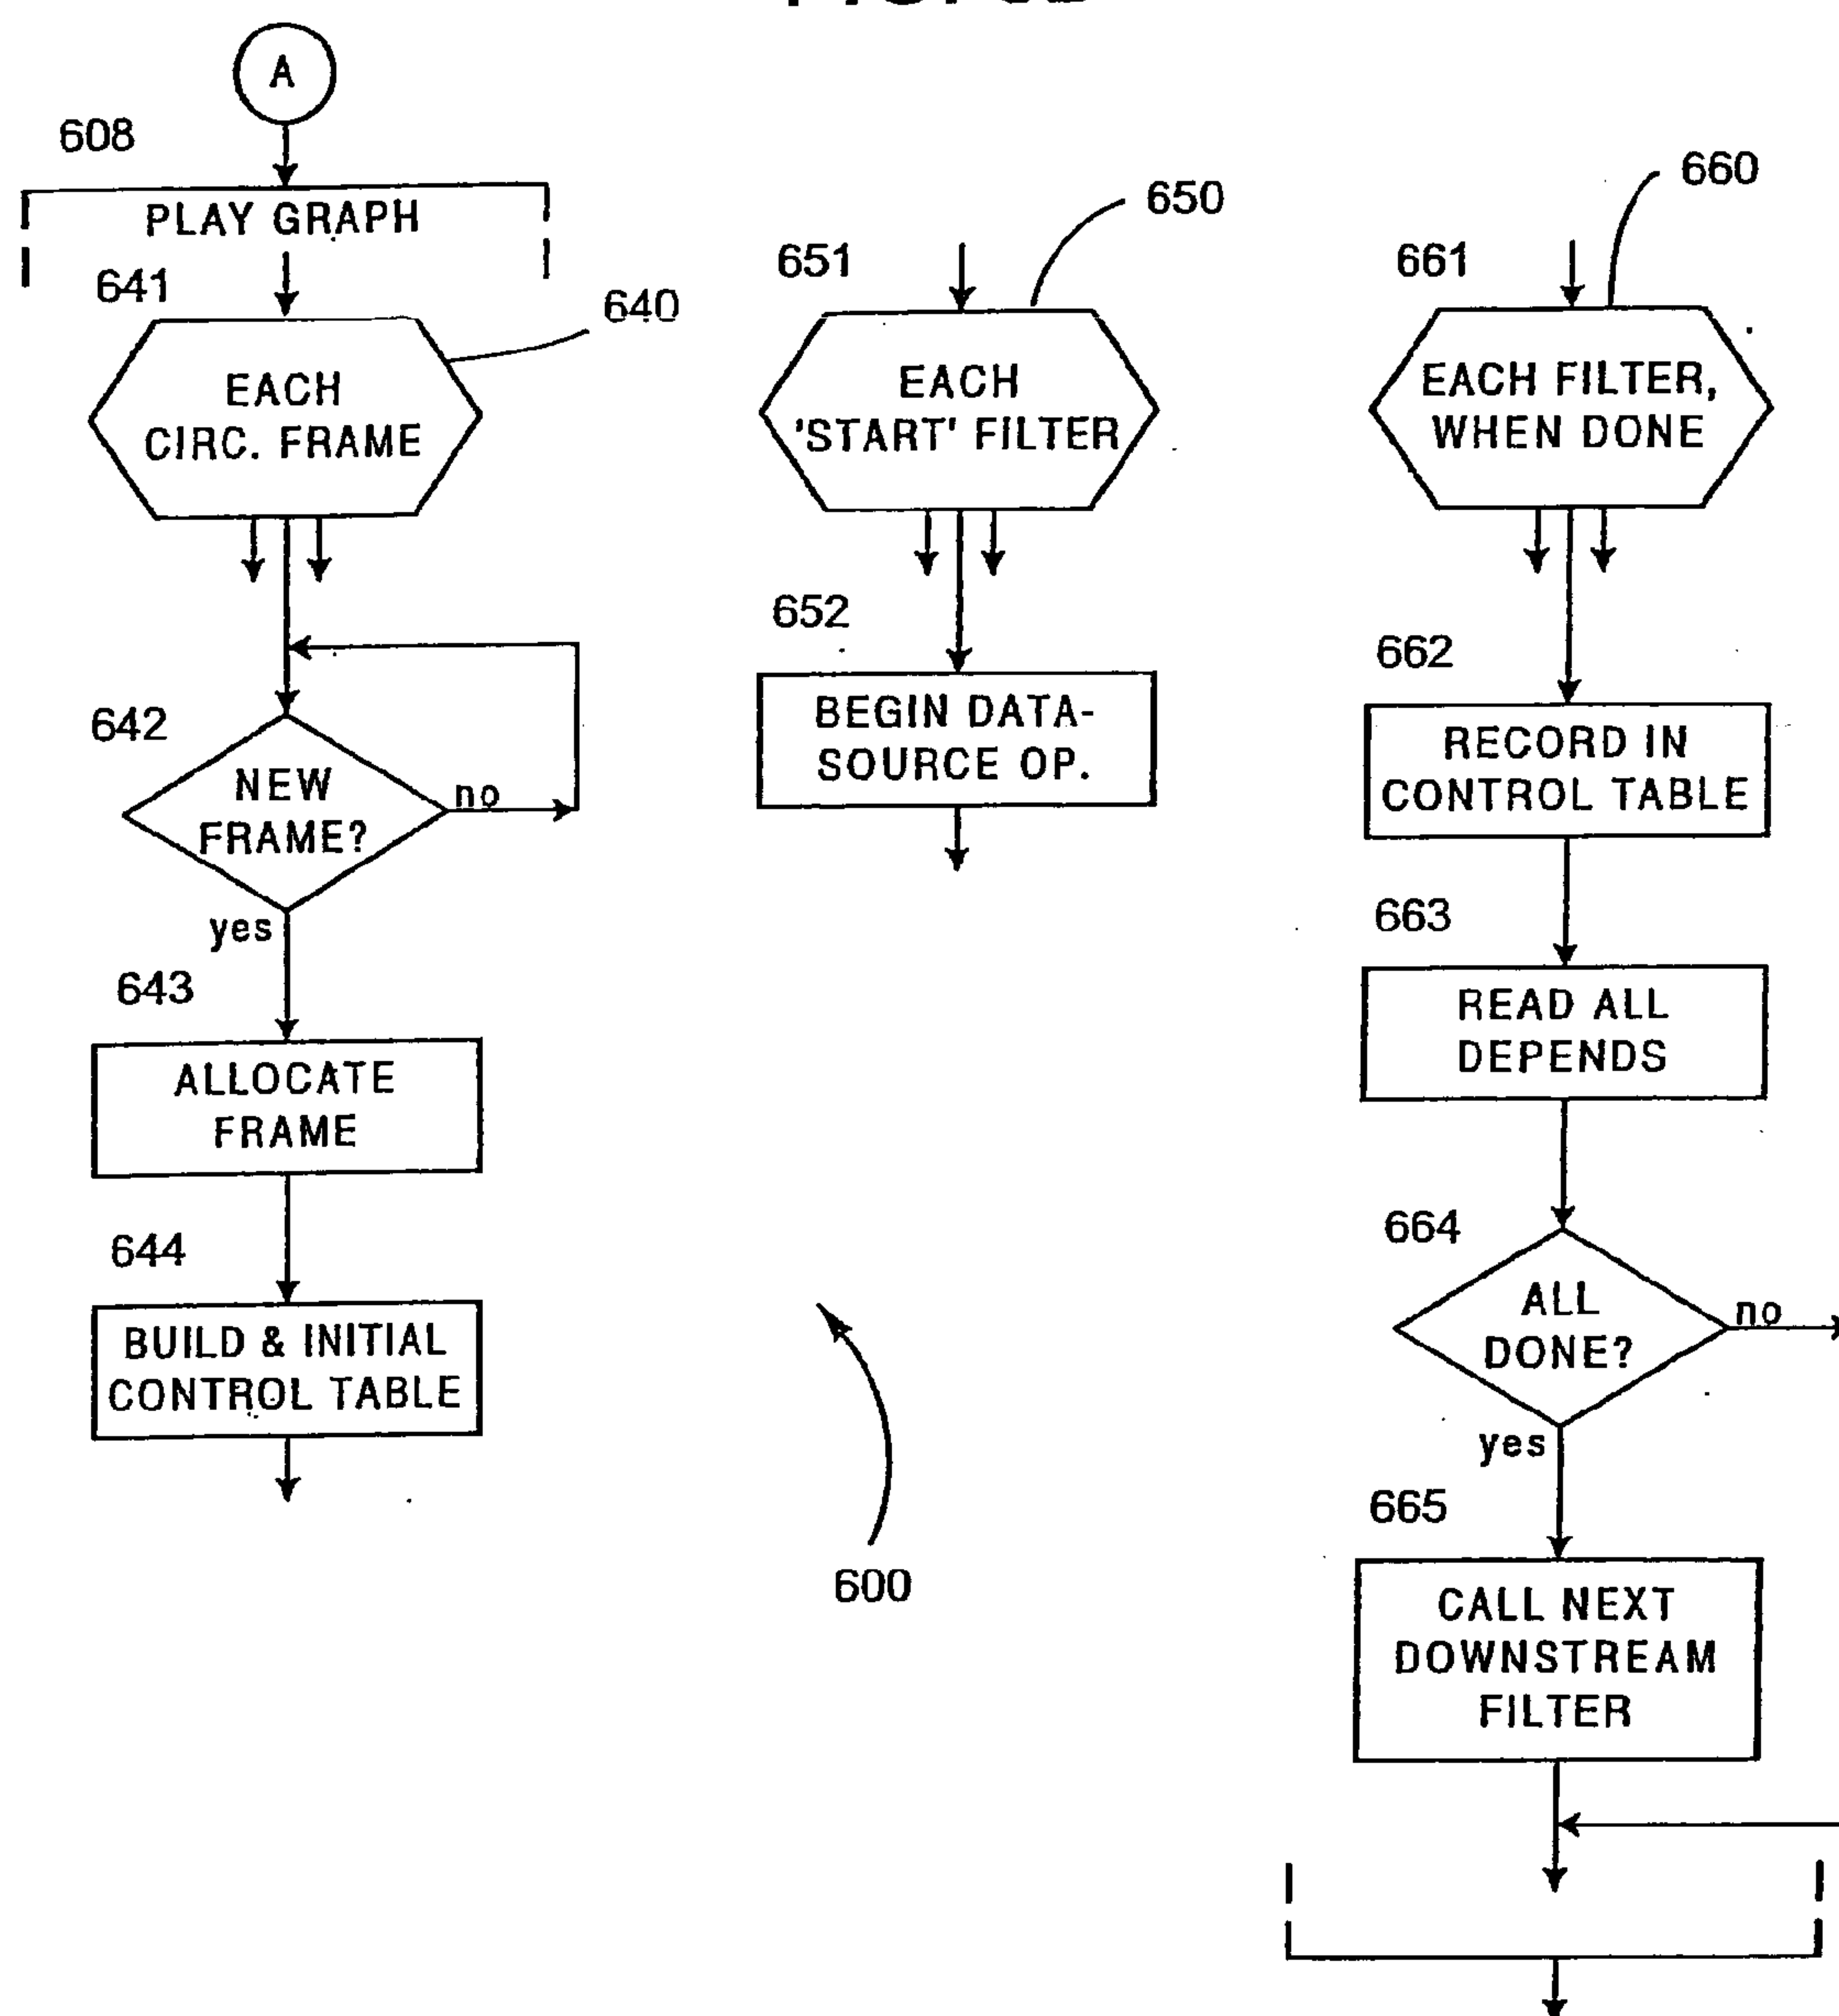 A
608
PLAY GRAPH
641
640
EACH
CIRC. FRAME
642
NEW
FRAME?
no
yes
643
ALLOCATE
FRAME
644
BUILD & INITIAL
CONTROL TABLE
650
651
EACH
'START' FILTER
652
BEGIN DATA-
SOURCE OP.
600
660
661
EACH FILTER,
WHEN DONE
662
RECORD IN
CONTROL TABLE
663
READ ALL
DEPENDS
664
ALL
DONE?
no
yes
665
CALL NEXT
DOWNSTREAM
FILTER